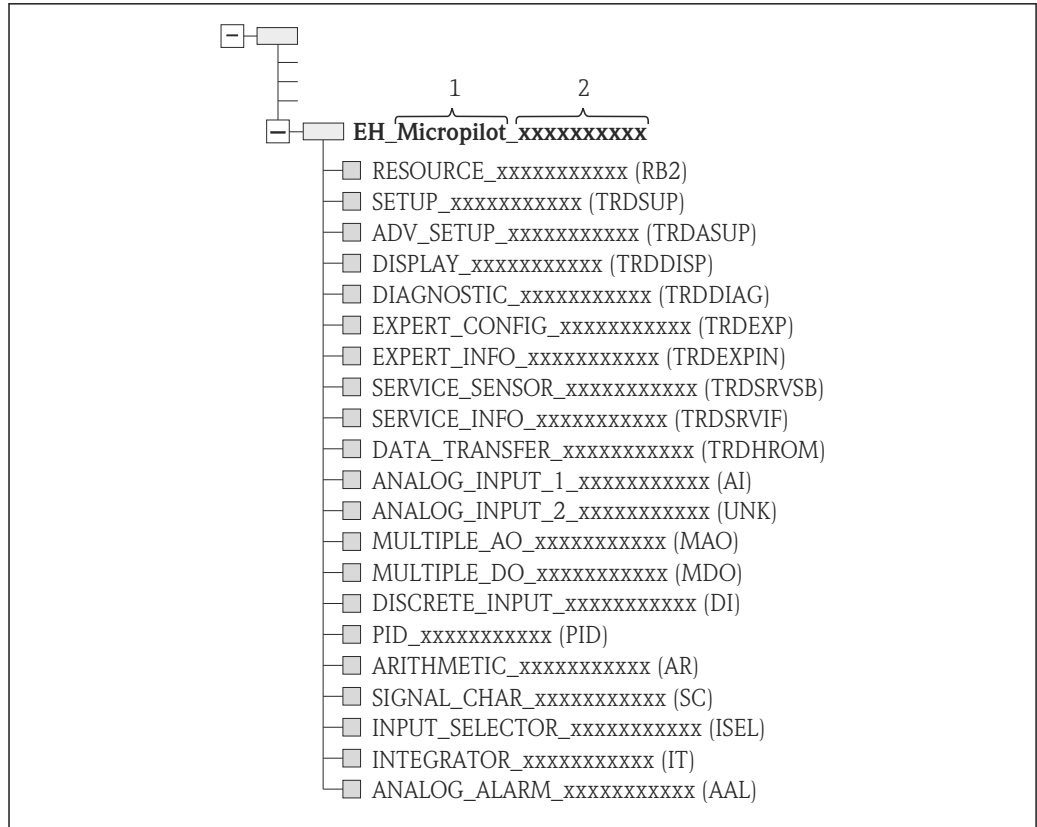 1 2
EH_Micropilot_xxxxxxxxxx
RESOURCE_xxxxxxxxxxx (RB2)
SETUP_xxxxxxxxxxx (TRDSUP)
ADV_SETUP_xxxxxxxxxxx (TRDASUP)
DISPLAY_xxxxxxxxxxx (TRDDISP)
DIAGNOSTIC_xxxxxxxxxxx (TRDDIAG)
EXPERT_CONFIG_xxxxxxxxxxx (TRDEXP)
EXPERT_INFO_xxxxxxxxxxx (TRDEXPIN)
SERVICE_SENSOR_xxxxxxxxxxx (TRDSRVSB)
SERVICE_INFO_xxxxxxxxxxx (TRDSRVIF)
DATA_TRANSFER_xxxxxxxxxxx (TRDHROM)
ANALOG_INPUT_1_xxxxxxxxxxx (AI)
ANALOG_INPUT_2_xxxxxxxxxxx (UNK)
MULTIPLE_AO_xxxxxxxxxxx (MAO)
MULTIPLE_DO_xxxxxxxxxxx (MDO)
DISCRETE_INPUT_xxxxxxxxxxx (DI)
PID_xxxxxxxxxxx (PID)
ARITHMETIC_xxxxxxxxxxx (AR)
SIGNAL_CHAR_xxxxxxxxxxx (SC)
INPUT_SELECTOR_xxxxxxxxxxx (ISEL)
INTEGRATOR_xxxxxxxxxxx (IT)
ANALOG_ALARM_xxxxxxxxxxx (AAL)